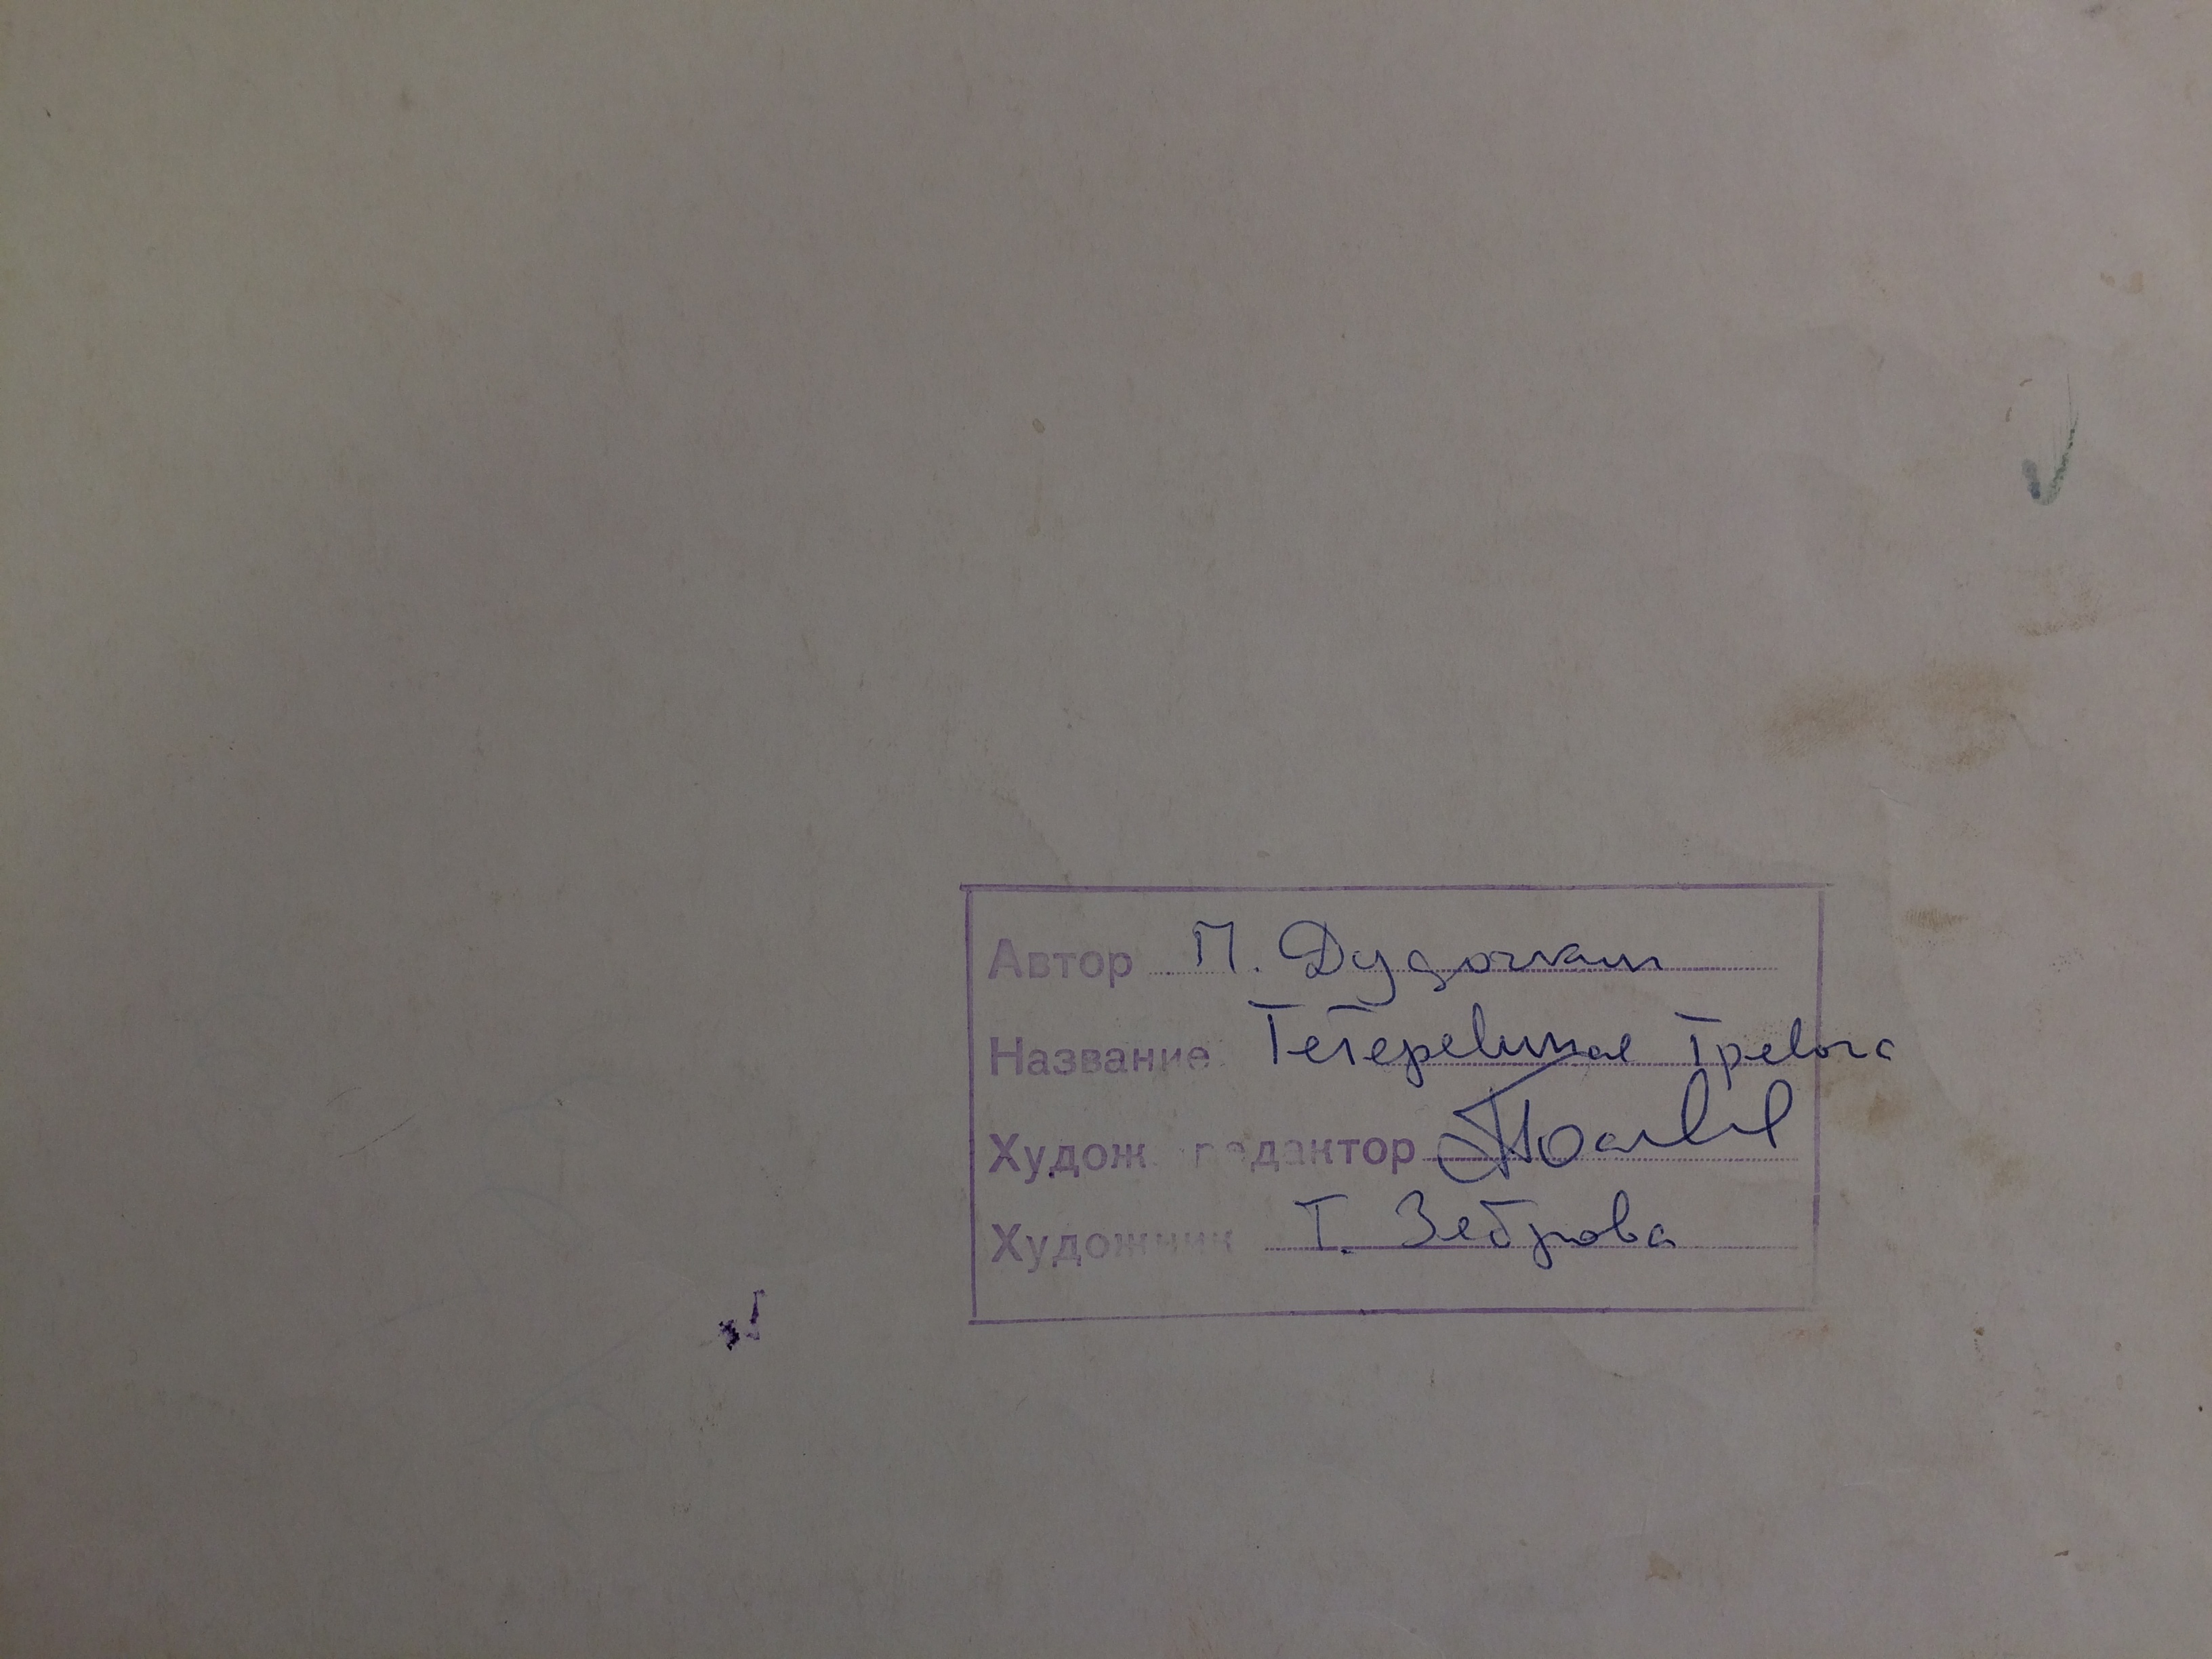 Автор П. Дудочкин
Название Тетеревиная тревога
Худож. редактор
Художник Т. Зеброва